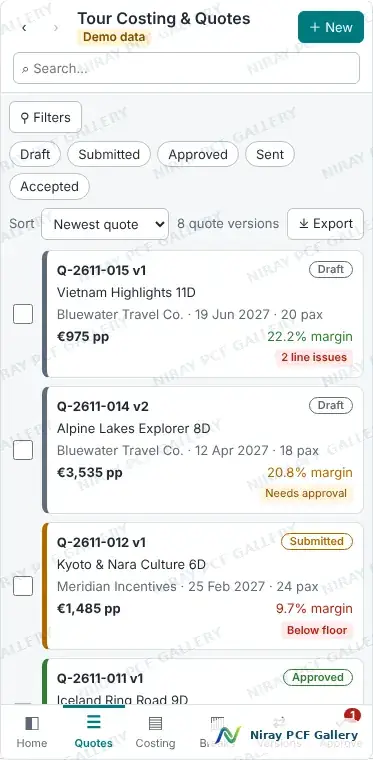 Tour Costing & Quotes
Demo data
+ New
Search...
Filters
Draft
Submitted
Approved
Sent
Accepted
Sort
Newest quote
8 quote versions
Export
Q-2611-015 v1
Draft
Vietnam Highlights 11D
Bluewater Travel Co. · 19 Jun 2027 · 20 pax
€975 pp
22.2% margin
2 line issues
Q-2611-014 v2
Draft
Alpine Lakes Explorer 8D
Bluewater Travel Co. · 12 Apr 2027 · 18 pax
€3,535 pp
20.8% margin
Needs approval
Q-2611-012 v1
Submitted
Kyoto & Nara Culture 6D
Meridian Incentives · 25 Feb 2027 · 24 pax
€1,485 pp
9.7% margin
Below floor
Q-2611-011 v1
Approved
Iceland Ring Road 9D
1
Home
Quotes
Costing
Niray PCF Gallery
NIRAY PCF GALLERY